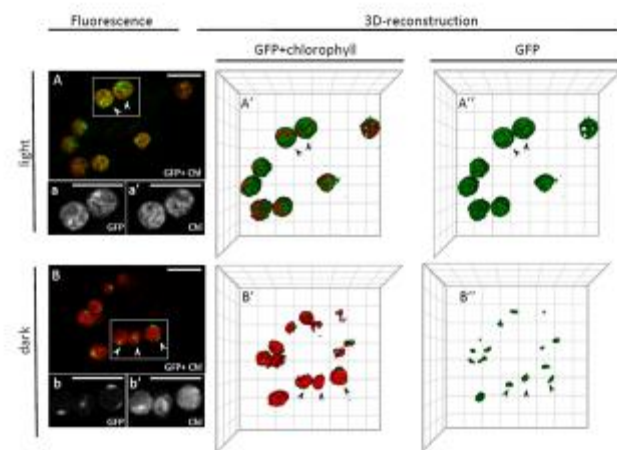 Fluorescence
3D-reconstruction
GFP+chlorophyll
GFP
light
A
GFP+ Chl
a
GFP
a'
Chl
A'
A''
dark
B
GFP+ Chl
b
GFP
b'
Chl
B'
B''